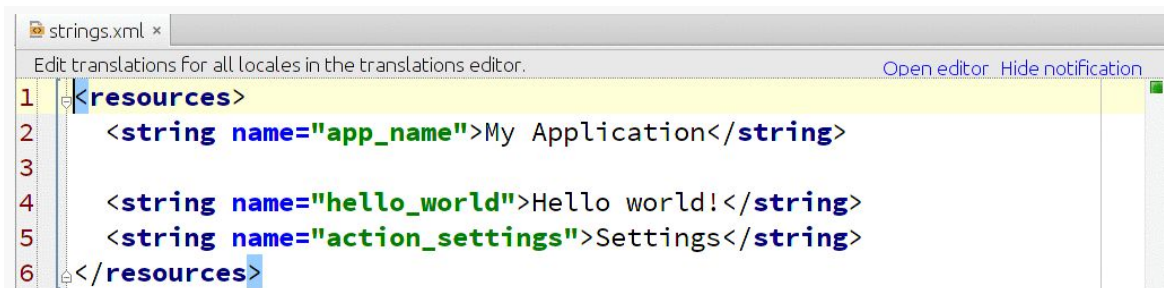 strings.xml ×
Edit translations for all locales in the translations editor. Open editor Hide notification
1 <resources>
2 <string name="app_name">My Application</string>
3
4 <string name="hello_world">Hello world!</string>
5 <string name="action_settings">Settings</string>
6 </resources>